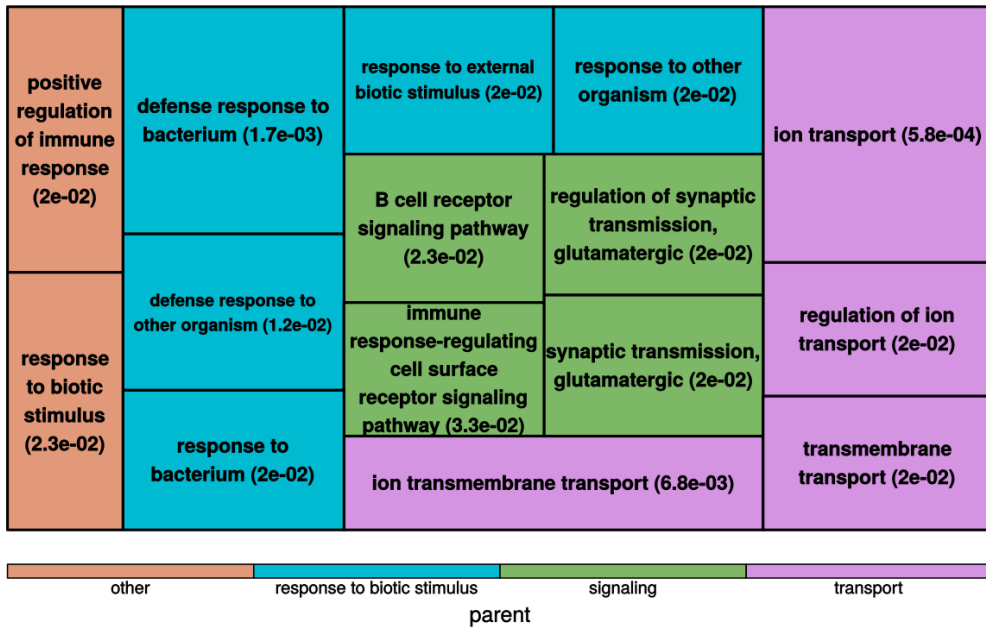 positive
regulation
of immune
response
(2e-02)
response
to biotic
stimulus
(2.3e-02)
defense response to
bacterium (1.7e-03)
defense response to
other organism (1.2e-02)
response to
bacterium (2e-02)
response to external
biotic stimulus (2e-02)
response to other
organism (2e-02)
B cell receptor
signaling pathway
(2.3e-02)
regulation of synaptic
transmission,
glutamatergic (2e-02)
immune
response-regulating
cell surface
receptor signaling
pathway (3.3e-02)
synaptic transmission,
glutamatergic (2e-02)
ion transmembrane transport (6.8e-03)
ion transport (5.8e-04)
regulation of ion
transport (2e-02)
transmembrane
transport (2e-02)
other
response to biotic stimulus
signaling
transport
parent